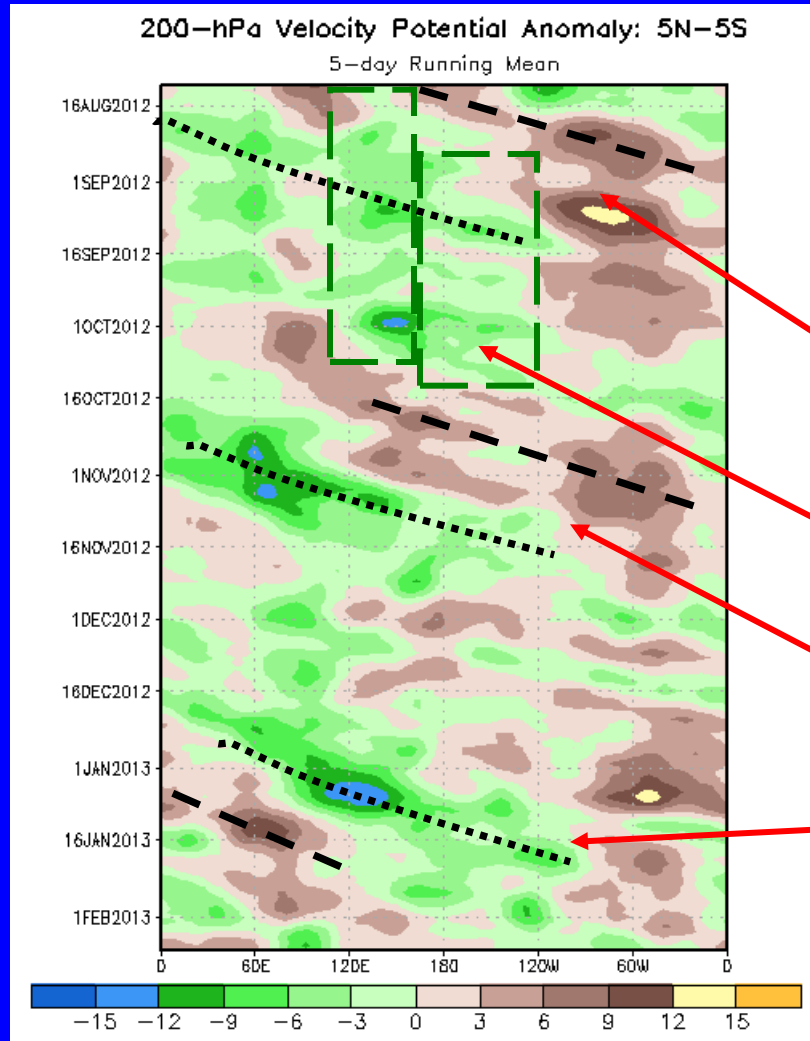 200-hPa Velocity Potential Anomaly: 5N-5S
5-day Running Mean
16AUG2012
1SEP2012
16SEP2012
1OCT2012
16OCT2012
1NOV2012
16NOV2012
1DEC2012
16DEC2012
1JAN2013
16JAN2013
1FEB2013
0 60E 120E 180 120W 60W 0
-15 -12 -9 -6 -3 0 3 6 9 12 15